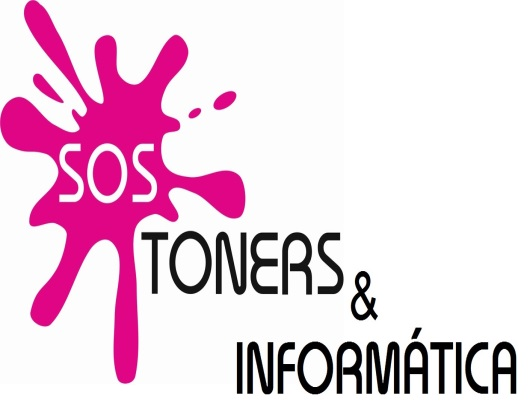 SOS
TONERS
&
INFORMÁTICA